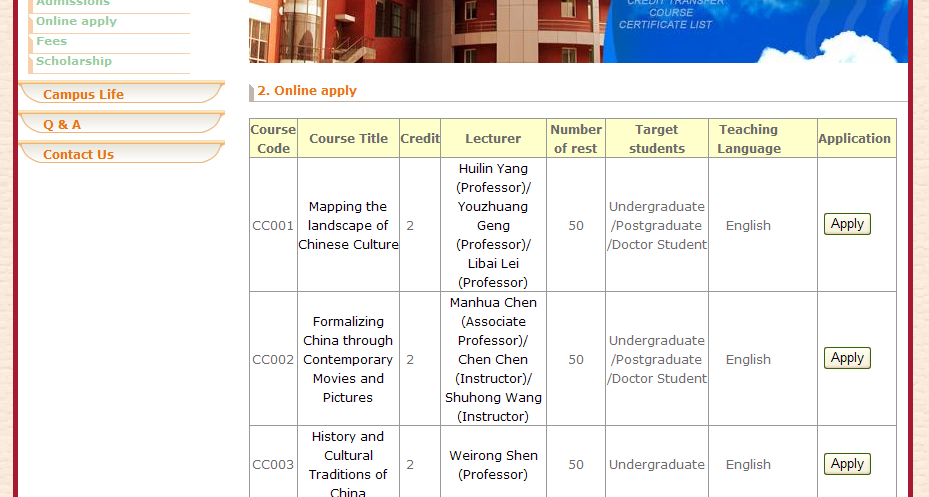 Admissions
Online apply
Fees
Scholarship
Campus Life
Q & A
Contact Us
CREDIT TRANSFER
COURSE
CERTIFICATE LIST
2. Online apply
Course Code Course Title Credit Lecturer Number of rest Target students Teaching Language Application
CC001 Mapping the landscape of Chinese Culture 2 Huilin Yang (Professor)/ Youzhuang Geng (Professor)/ Libai Lei (Professor) 50 Undergraduate /Postgraduate /Doctor Student English Apply
CC002 Formalizing China through Contemporary Movies and Pictures 2 Manhua Chen (Associate Professor)/ Chen Chen (Instructor)/ Shuhong Wang (Instructor) 50 Undergraduate /Postgraduate /Doctor Student English Apply
CC003 History and Cultural Traditions of China 2 Weirong Shen (Professor) 50 Undergraduate English Apply